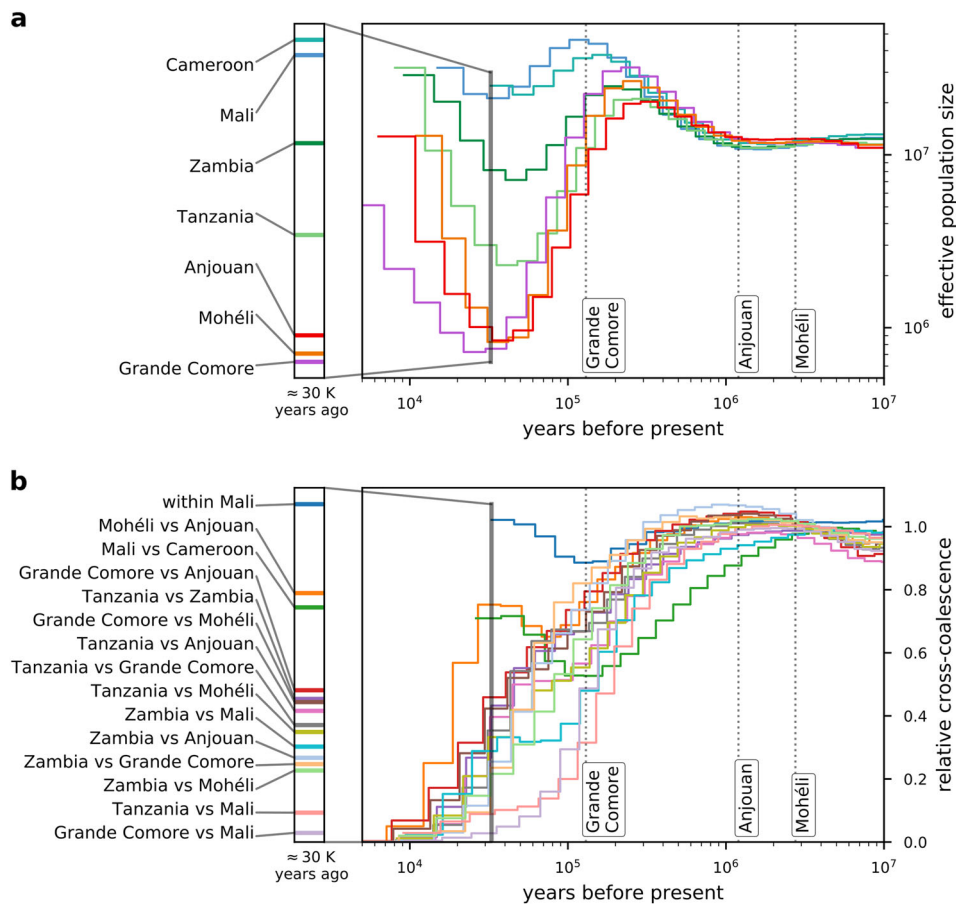 a
Cameroon
Mali
Zambia
Tanzania
Anjouan
Mohéli
Grande Comore
≈ 30 K
years ago
Grande
Comore
Anjouan
Mohéli
10⁷
10⁶
effective population size
10⁴
10⁵
10⁶
10⁷
years before present
b
within Mali
Mohéli vs Anjouan
Mali vs Cameroon
Grande Comore vs Anjouan
Tanzania vs Zambia
Grande Comore vs Mohéli
Tanzania vs Anjouan
Tanzania vs Grande Comore
Tanzania vs Mohéli
Zambia vs Mali
Zambia vs Anjouan
Zambia vs Grande Comore
Zambia vs Mohéli
Tanzania vs Mali
Grande Comore vs Mali
≈ 30 K
years ago
Grande
Comore
Anjouan
Mohéli
1.0
0.8
0.6
0.4
0.2
0.0
relative cross-coalescence
10⁴
10⁵
10⁶
10⁷
years before present